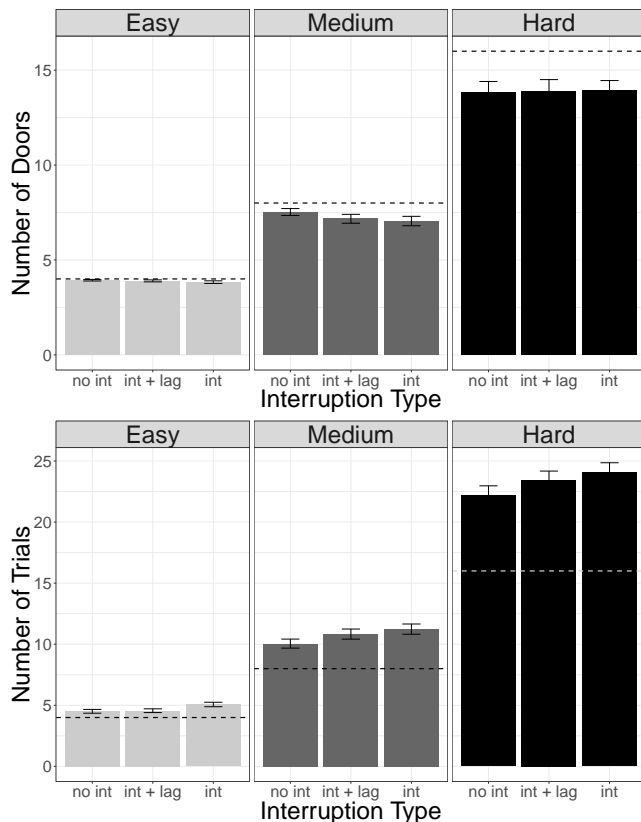 Easy Medium Hard
Number of Doors
15
10
5
0
no int int + lag int no int int + lag int no int int + lag int
Interruption Type
Easy Medium Hard
Number of Trials
25
20
15
10
5
0
no int int + lag int no int int + lag int no int int + lag int
Interruption Type